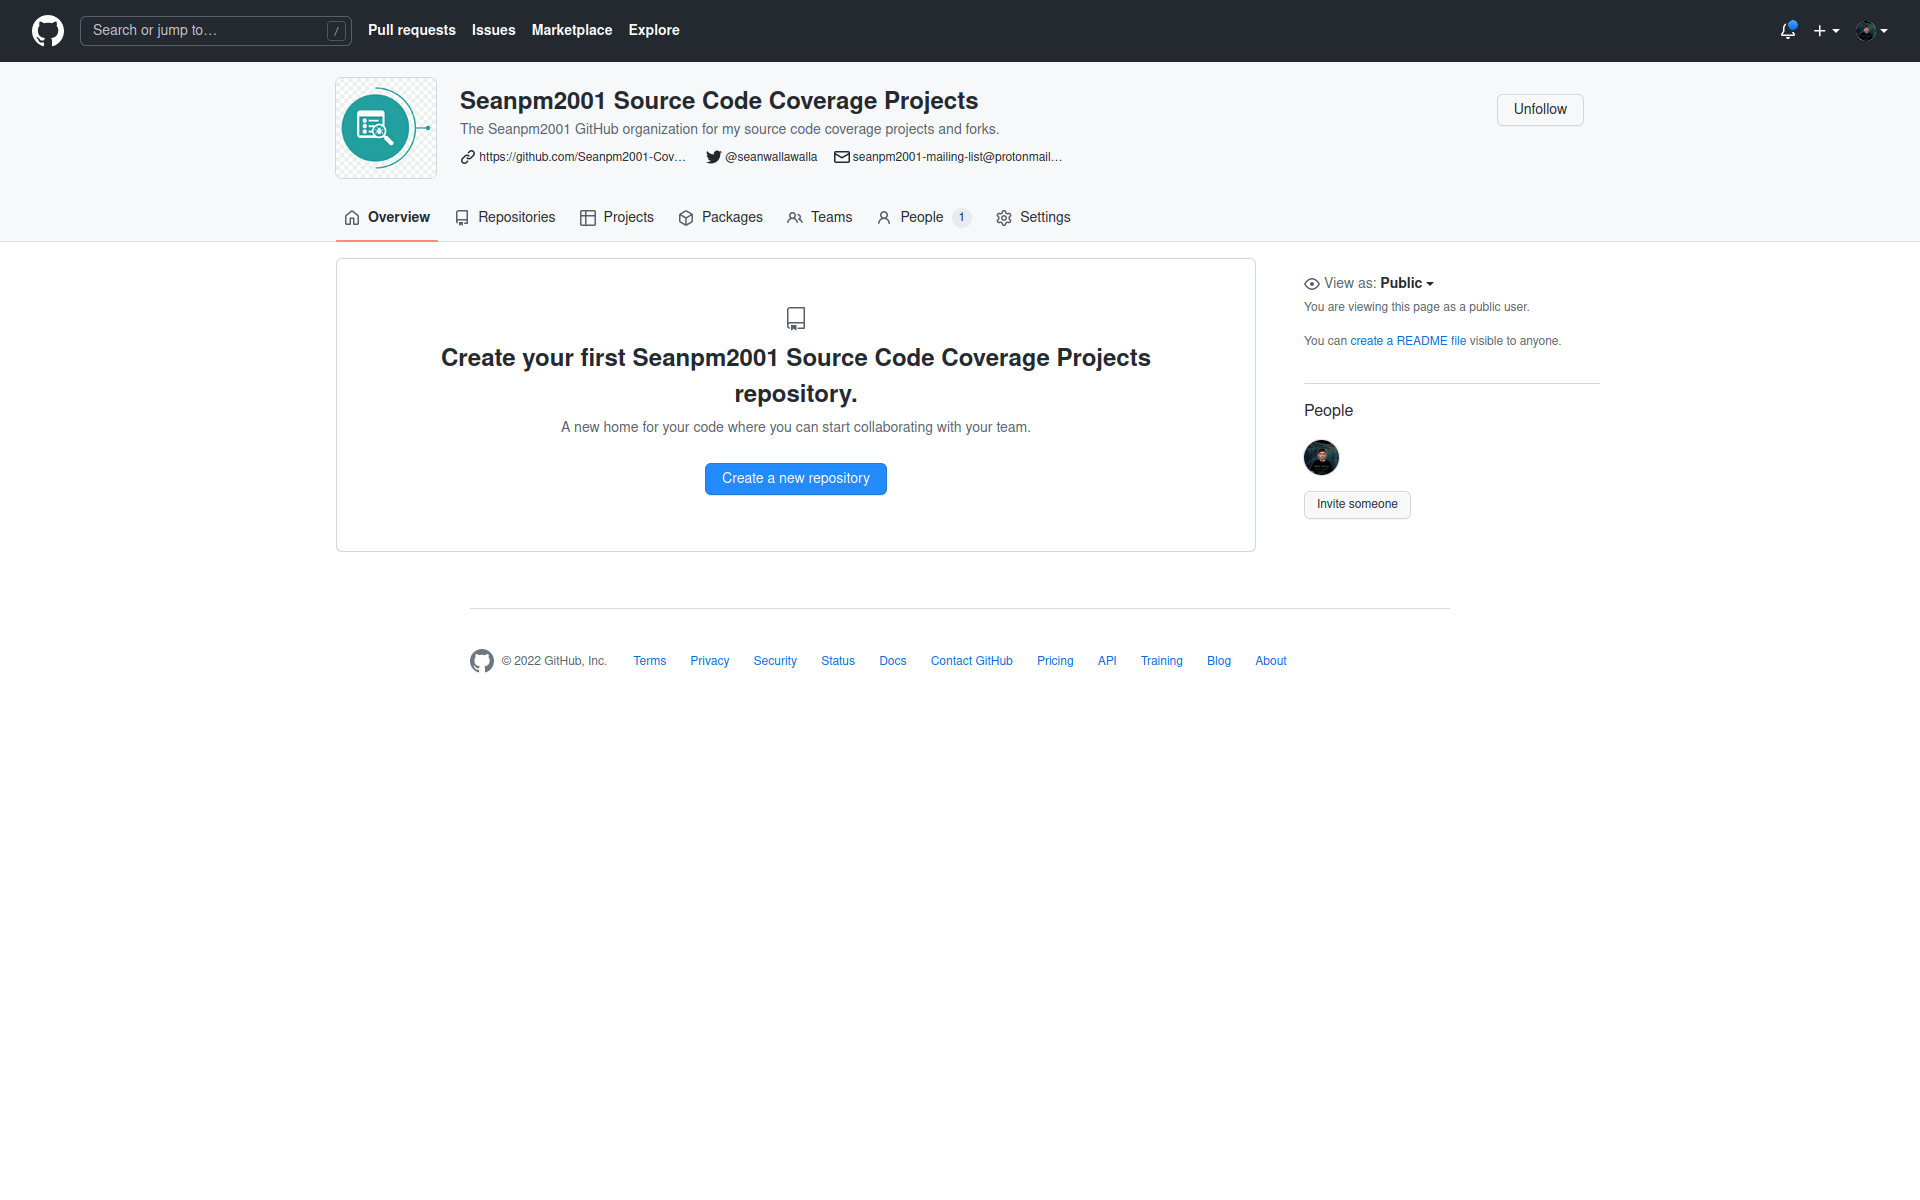 Search or jump to… /
Pull requests Issues Marketplace Explore
Seanpm2001 Source Code Coverage Projects
Unfollow
The Seanpm2001 GitHub organization for my source code coverage projects and forks.
https://github.com/Seanpm2001-Cov… @seanwallawalla seanpm2001-mailing-list@protonmail…
Overview Repositories Projects Packages Teams People 1 Settings
Create your first Seanpm2001 Source Code Coverage Projects
repository.
A new home for your code where you can start collaborating with your team.
Create a new repository
View as: Public
You are viewing this page as a public user.
You can create a README file visible to anyone.
People
Invite someone
© 2022 GitHub, Inc. Terms Privacy Security Status Docs Contact GitHub Pricing API Training Blog About